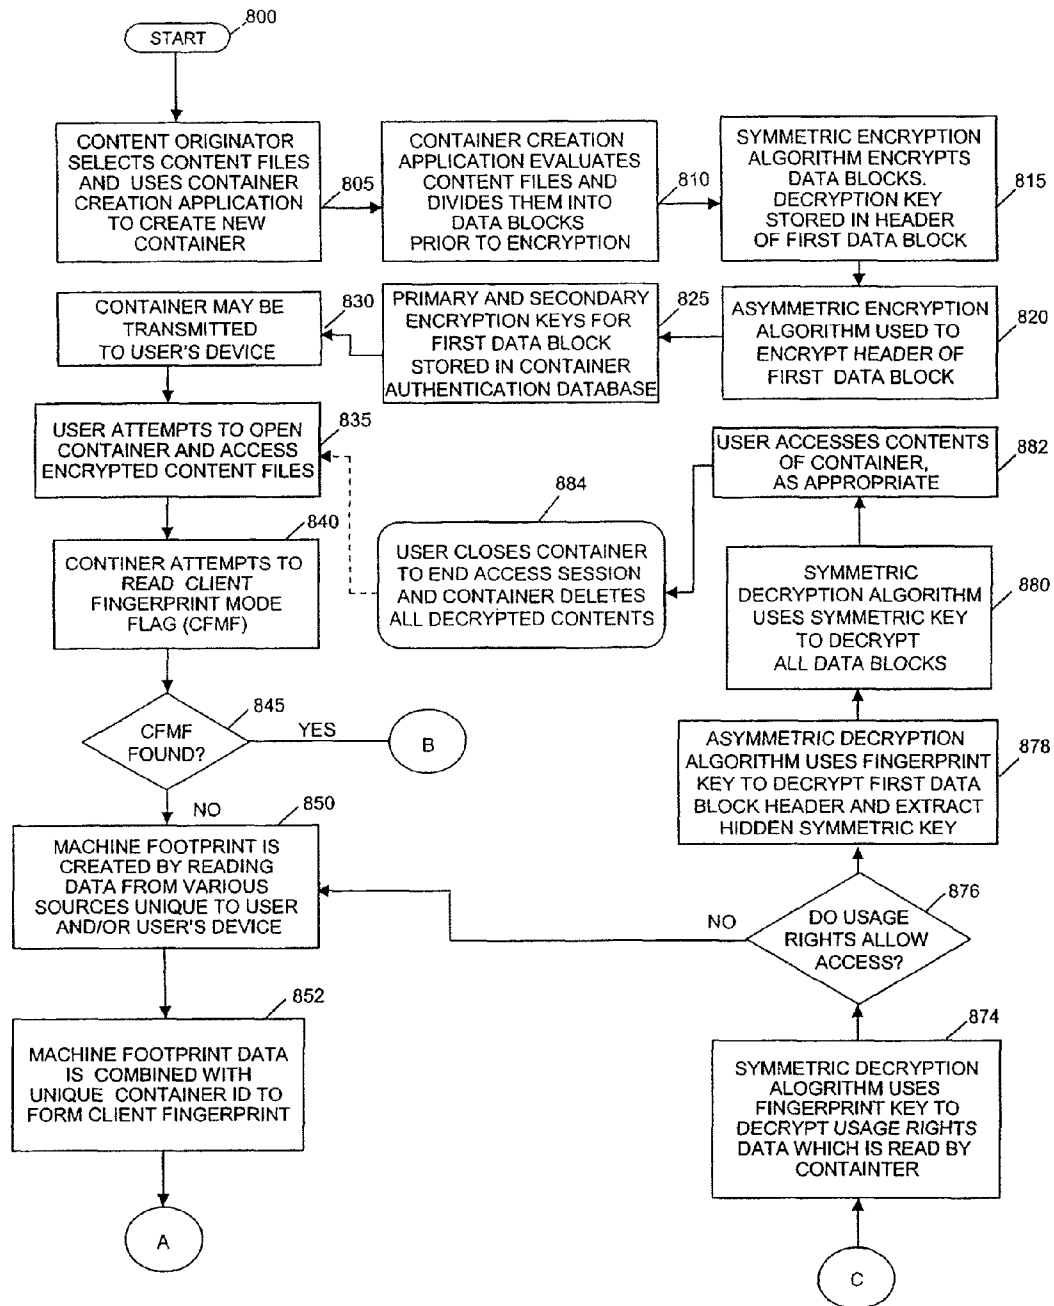 START
800
CONTENT ORIGINATOR
SELECTS CONTENT FILES
AND USES CONTAINER
CREATION APPLICATION
TO CREATE NEW
CONTAINER
805
CONTAINER CREATION
APPLICATION EVALUATES
CONTENT FILES AND
DIVIDES THEM INTO
DATA BLOCKS
PRIOR TO ENCRYPTION
810
SYMMETRIC ENCRYPTION
ALGORITHM ENCRYPTS
DATA BLOCKS.
DECRYPTION KEY
STORED IN HEADER
OF FIRST DATA BLOCK
815
ASYMMETRIC ENCRYPTION
ALGORITHM USED TO
ENCRYPT HEADER OF
FIRST DATA BLOCK
820
PRIMARY AND SECONDARY
ENCRYPTION KEYS FOR
FIRST DATA BLOCK
STORED IN CONTAINER
AUTHENTICATION DATABASE
825
CONTAINER MAY BE
TRANSMITTED
TO USER'S DEVICE
830
USER ATTEMPTS TO OPEN
CONTAINER AND ACCESS
ENCRYPTED CONTENT FILES
835
CONTINER ATTEMPTS TO
READ CLIENT
FINGERPRINT MODE
FLAG (CFMF)
840
CFMF
FOUND?
845
YES
B
NO
850
MACHINE FOOTPRINT IS
CREATED BY READING
DATA FROM VARIOUS
SOURCES UNIQUE TO USER
AND/OR USER'S DEVICE
852
MACHINE FOOTPRINT DATA
IS COMBINED WITH
UNIQUE CONTAINER ID TO
FORM CLIENT FINGERPRINT
A
C
874
SYMMETRIC DECRYPTION
ALOGRITHM USES
FINGERPRINT KEY TO
DECRYPT USAGE RIGHTS
DATA WHICH IS READ BY
CONTAINTER
876
DO USAGE
RIGHTS ALLOW
ACCESS?
NO
ASYMMETRIC DECRYPTION
ALGORITHM USES FINGERPRINT
KEY TO DECRYPT FIRST DATA
BLOCK HEADER AND EXTRACT
HIDDEN SYMMETRIC KEY
878
SYMMETRIC
DECRYPTION ALGORITHM
USES SYMMETRIC KEY
TO DECRYPT
ALL DATA BLOCKS
880
USER ACCESSES CONTENTS
OF CONTAINER,
AS APPROPRIATE
882
884
USER CLOSES CONTAINER
TO END ACCESS SESSION
AND CONTAINER DELETES
ALL DECRYPTED CONTENTS